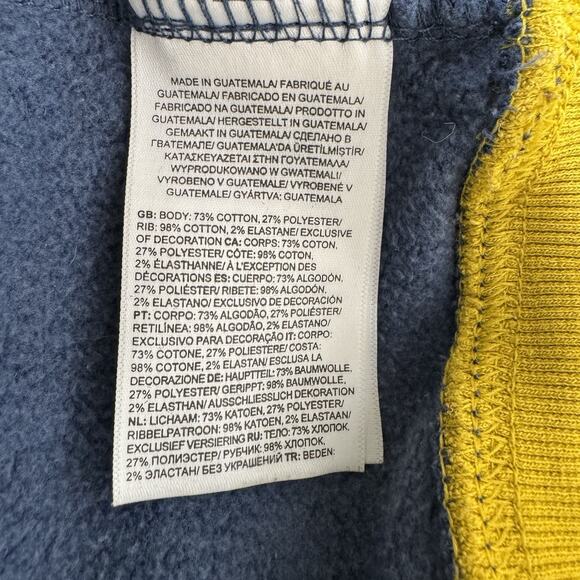 MADE IN GUATEMALA/ FABRIQUÉ AU
GUATEMALA/ FABRICADO EN GUATEMALA/
FABRICADO NA GUATEMALA/ PRODOTTO IN
GUATEMALA/ HERGESTELLT IN GUATEMALA/
GEMAAKT IN GUATEMALA/ СДЕЛАНО В
ГВАТЕМАЛЕ/ GUATEMALA'DA ÜRETİLMİŞTİR/
ΚΑΤΑΣΚΕΥΑΖΕΤΑΙ ΣΤΗΝ ΓΟΥΑΤΕΜΑΛΑ/
WYPRODUKOWANO W GWATEMALI/
VYROBENO V GUATEMALE/ VYROBENÉ V
GUATEMALE/ GYÁRTVA: GUATEMALA
GB: BODY: 73% COTTON, 27% POLYESTER/
RIB: 98% COTTON, 2% ELASTANE/ EXCLUSIVE
OF DECORATION CA: CORPS: 73% COTON,
27% POLYESTER/ CÔTE: 98% COTON,
2% ÉLASTHANNE/ À L'EXCEPTION DES
DÉCORATIONS ES: CUERPO: 73% ALGODÓN,
27% POLIÉSTER/ RIBETE: 98% ALGODÓN,
2% ELASTANO/ EXCLUSIVO DE DECORACIÓN
PT: CORPO: 73% ALGODÃO, 27% POLIÉSTER/
RETILÍNEA: 98% ALGODÃO, 2% ELASTANO/
EXCLUSIVO PARA DECORAÇÃO IT: CORPO:
73% COTONE, 27% POLIESTERE/ COSTA:
98% COTONE, 2% ELASTAN/ ESCLUSA LA
DECORAZIONE DE: HAUPTTEIL: 73% BAUMWOLLE,
27% POLYESTER/ GERIPPT: 98% BAUMWOLLE,
2% ELASTHAN/ AUSSCHLIESSLICH DEKORATION
NL: LICHAAM: 73% KATOEN, 27% POLYESTER/
RIBBELPATROON: 98% KATOEN, 2% ELASTAAN/
EXCLUSIEF VERSIERING RU: ТЕЛО: 73% ХЛОПОК,
27% ПОЛИЭСТЕР/ РУБЧИК: 98% ХЛОПОК,
2% ЭЛАСТАН/ БЕЗ УКРАШЕНИЙ TR: BEDEN: